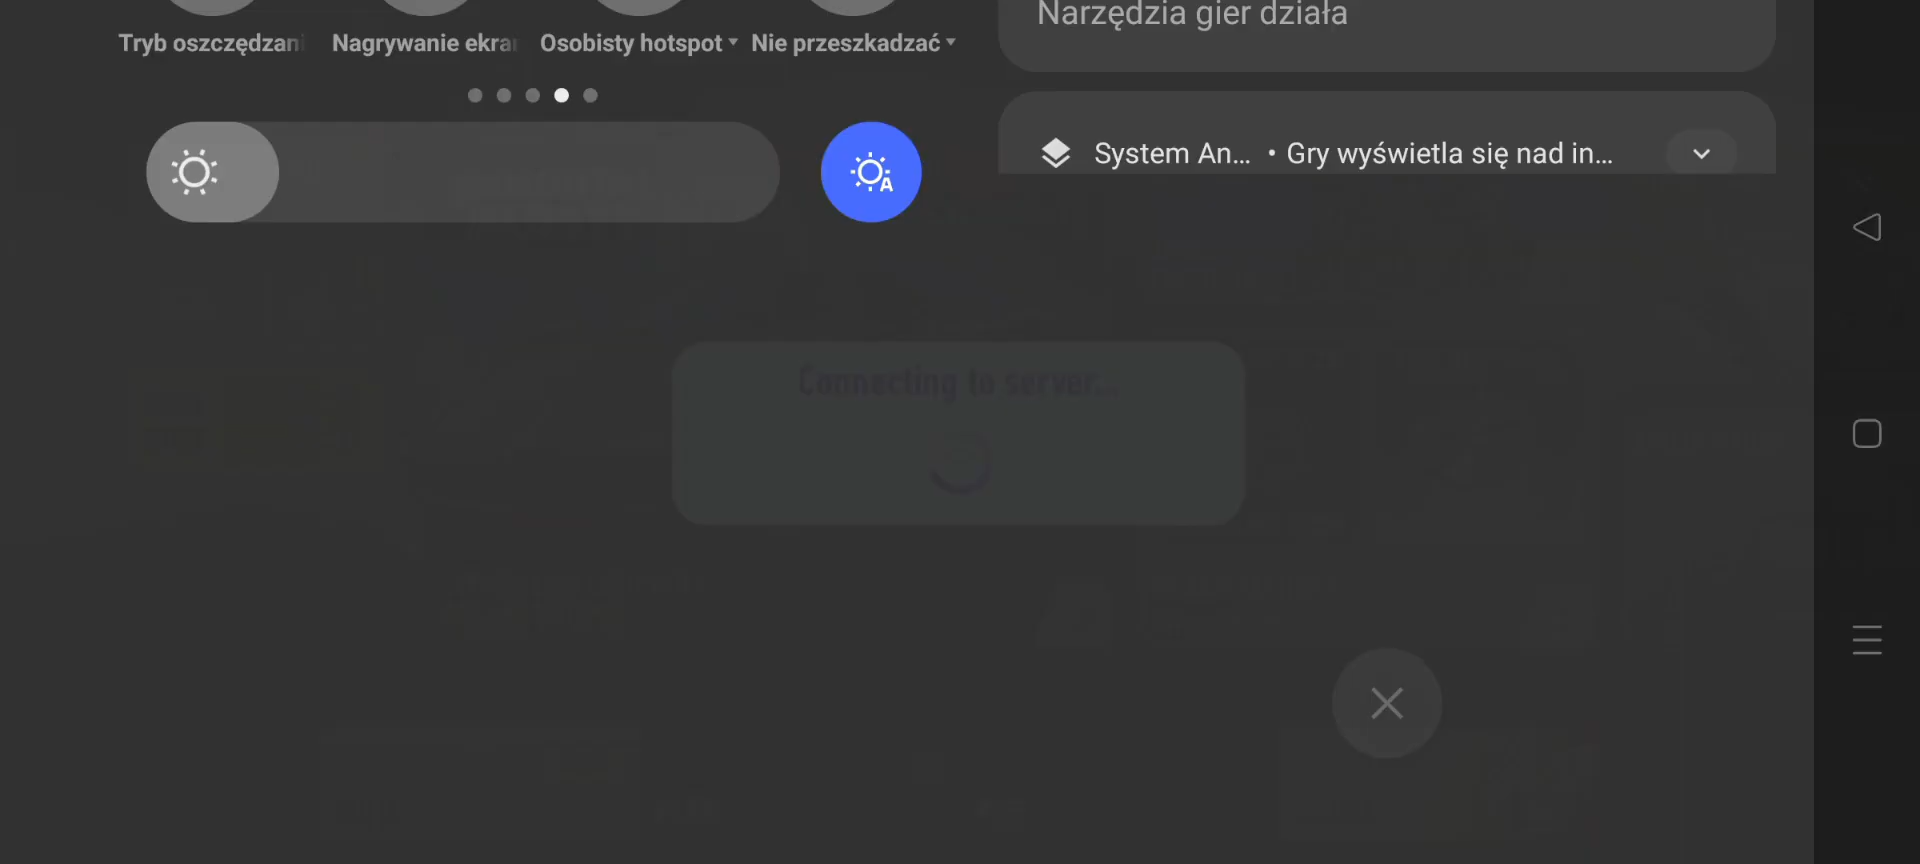 Tryb oszczędzani
Nagrywanie ekra
Osobisty hotspot
Nie przeszkadzać
Narzędzia gier działa
System An... • Gry wyświetla się nad in...
A
Connecting to server...